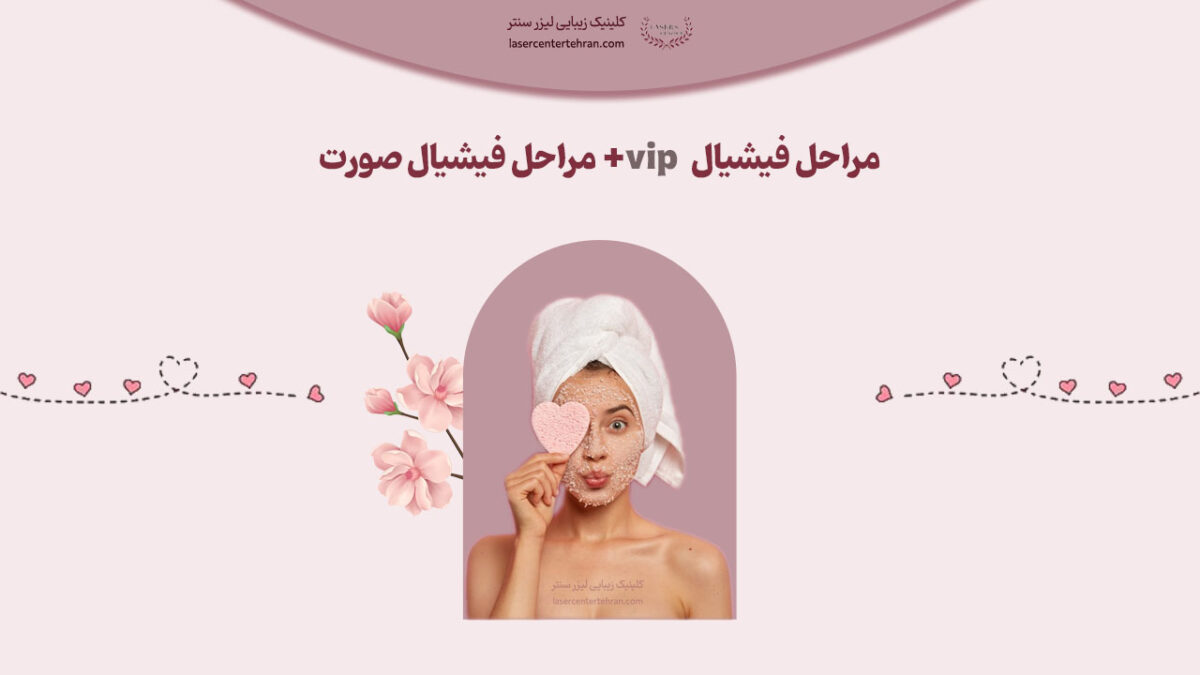 کلینیک زیبایی لیزر سنتر
lasercentertehran.com
مراحل فیشیال vip+ مراحل فیشیال صورت
کلینیک زیبایی لیزر سنتر
lasercentertehran.com